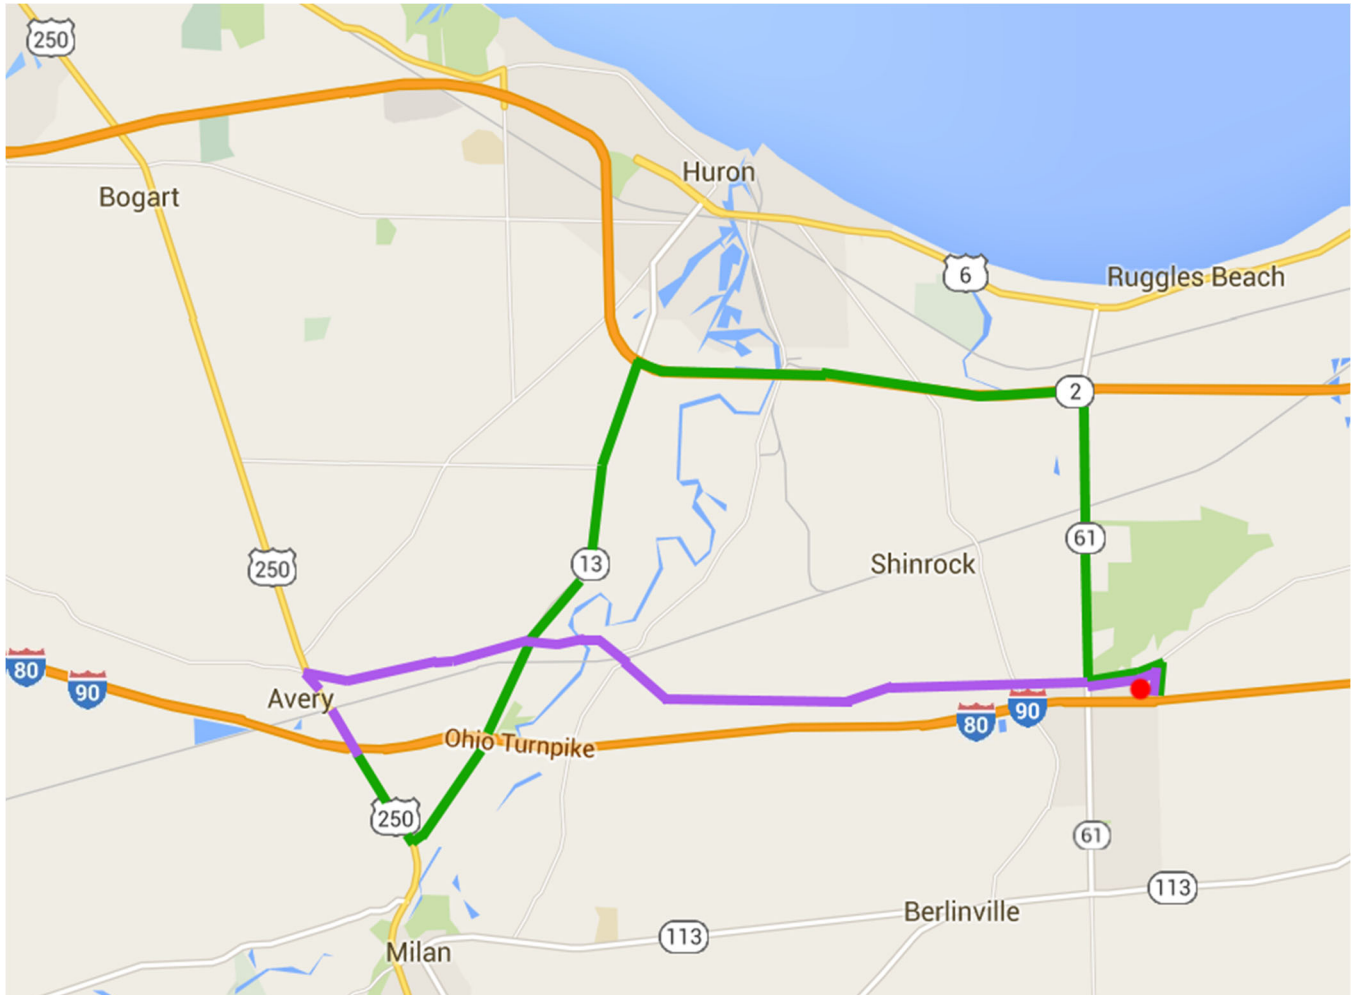 250
Bogart
Huron
6
Ruggles Beach
2
13
61
250
Shinrock
80
90
Avery
80
90
Ohio Turnpike
250
61
113
Berlinville
113
Milan